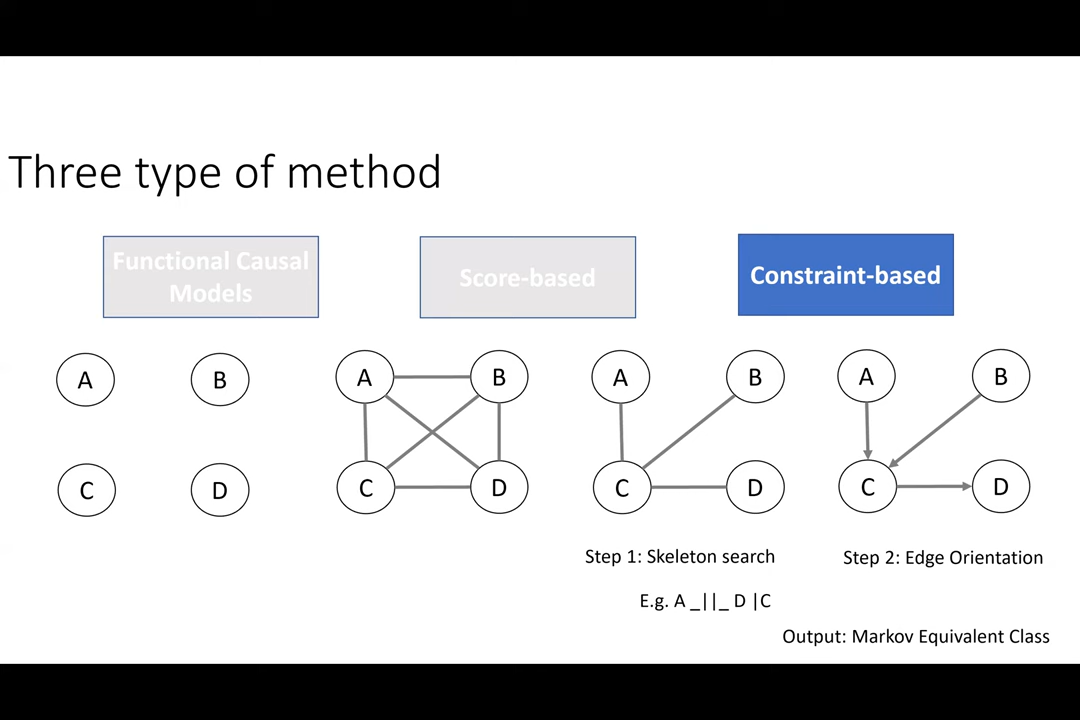 Three type of method
Functional Causal
Models
Score-based
Constraint-based
A
B
A
B
A
B
A
B
C
D
C
D
C
D
C
D
Step 1: Skeleton search
Step 2: Edge Orientation
E.g. A _||_ D |C
Output: Markov Equivalent Class